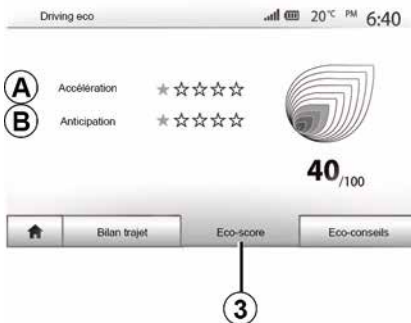 Driving eco 20°C PM 6:40
A Accélération
B Anticipation
40/100
Bilan trajet Eco-score Eco-conseils
3